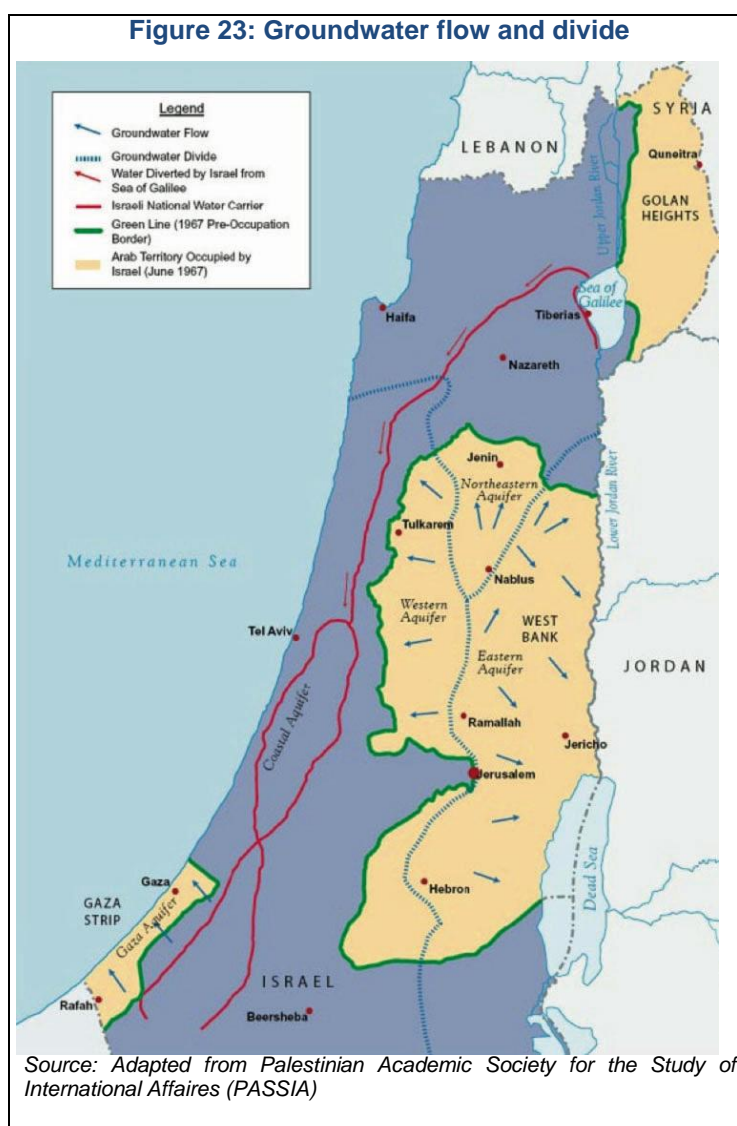 Figure 23: Groundwater flow and divide
Legend
Groundwater Flow
Groundwater Divide
Water Diverted by Israel from
Sea of Galilee
Israeli National Water Carrier
Green Line (1967 Pre-Occupation
Border)
Arab Territory Occupied by
Israel (June 1967)
SYRIA
LEBANON
Quneitra
Upper Jordan River
GOLAN
HEIGHTS
Sea of
Galilee
Haifa
Tiberias
Nazareth
Jenin
Northeastern
Aquifer
Lower Jordan River
Tulkarem
Mediterranean Sea
Nablus
Western
Aquifer
WEST
BANK
Tel Aviv
Eastern
Aquifer
JORDAN
Coastal Aquifer
Ramallah
Jericho
Jerusalem
Gaza
Hebron
Dead Sea
GAZA
STRIP
Gaza Aquifer
ISRAEL
Rafah
Beersheba
Source: Adapted from Palestinian Academic Society for the Study of
International Affaires (PASSIA)